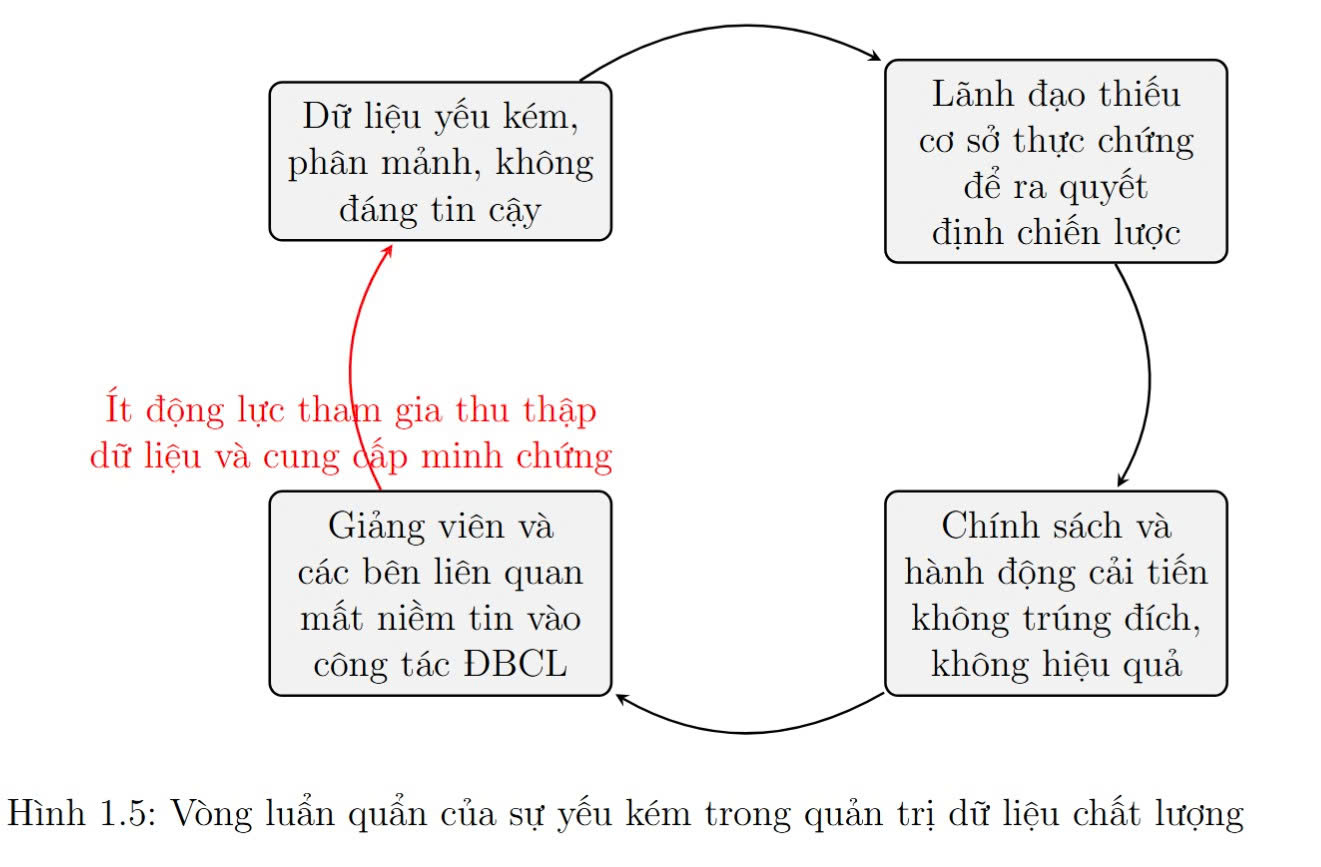 Dữ liệu yếu kém,
phân mảnh, không
đáng tin cậy
Lãnh đạo thiếu
cơ sở thực chứng
để ra quyết
định chiến lược
Ít động lực tham gia thu thập
dữ liệu và cung cấp minh chứng
Giảng viên và
các bên liên quan
mất niềm tin vào
công tác ĐBCL
Chính sách và
hành động cải tiến
không trúng đích,
không hiệu quả
Hình 1.5: Vòng luẩn quẩn của sự yếu kém trong quản trị dữ liệu chất lượng